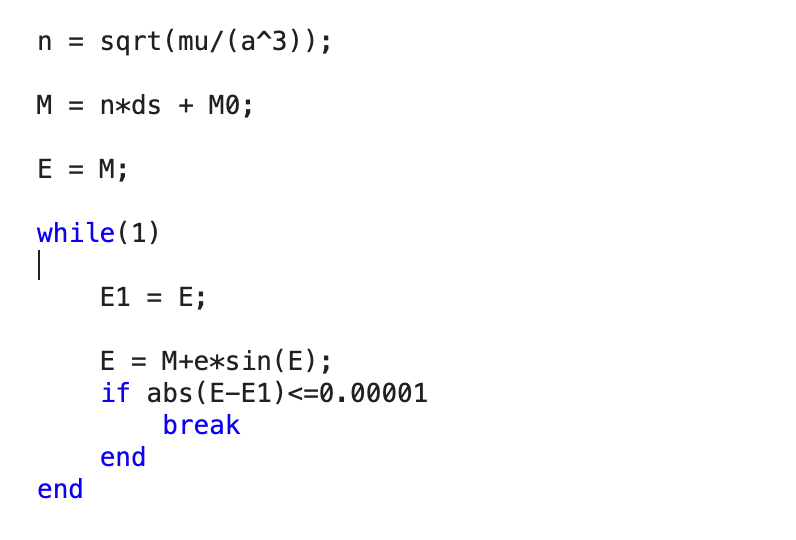 n = sqrt(mu/(a^3));
M = n*ds + M0;
E = M;
while(1)
E1 = E;
E = M+e*sin(E);
if abs(E-E1)<=0.00001
break
end
end